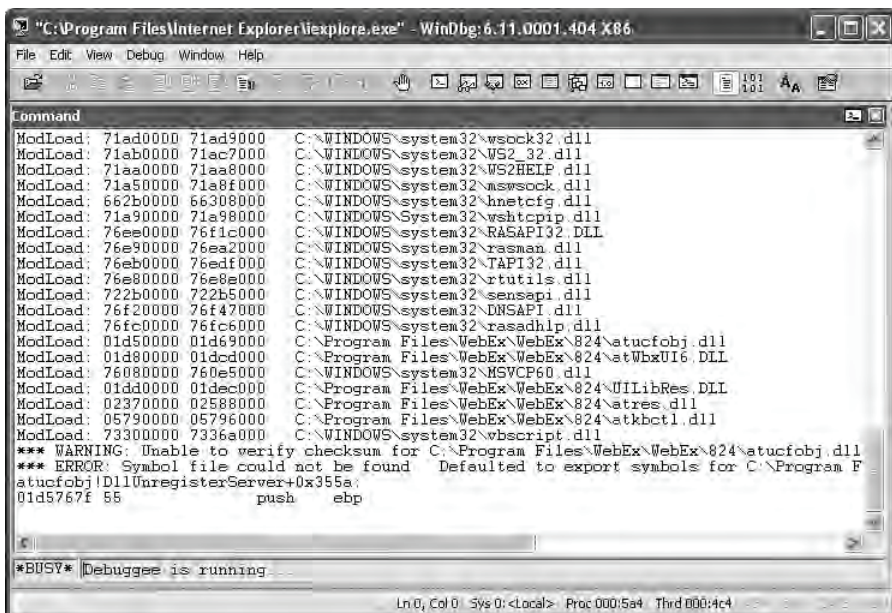 "C:\Program Files\Internet Explorer\iexplore.exe" - WinDbg:6.11.0001.404 X86
File Edit View Debug Window Help
Command
ModLoad: 71ad0000 71ad9000 C:\WINDOWS\system32\wsock32.dll
ModLoad: 71ab0000 71ac7000 C:\WINDOWS\system32\WS2_32.dll
ModLoad: 71aa0000 71aa8000 C:\WINDOWS\system32\WS2HELP.dll
ModLoad: 71a50000 71a8f000 C:\WINDOWS\system32\mswsock.dll
ModLoad: 662b0000 66308000 C:\WINDOWS\system32\hnetcfg.dll
ModLoad: 71a90000 71a98000 C:\WINDOWS\System32\wshtcpip.dll
ModLoad: 76ee0000 76f1c000 C:\WINDOWS\system32\RASAPI32.DLL
ModLoad: 76e90000 76ea2000 C:\WINDOWS\system32\rasman.dll
ModLoad: 76eb0000 76edf000 C:\WINDOWS\system32\TAPI32.dll
ModLoad: 76e80000 76e8e000 C:\WINDOWS\system32\rtutils.dll
ModLoad: 722b0000 722b5000 C:\WINDOWS\system32\sensapi.dll
ModLoad: 76f20000 76f47000 C:\WINDOWS\system32\DNSAPI.dll
ModLoad: 76fc0000 76fc6000 C:\WINDOWS\system32\rasadhlp.dll
ModLoad: 01d50000 01d69000 C:\Program Files\WebEx\WebEx\824\atucfobj.dll
ModLoad: 01d80000 01dcd000 C:\Program Files\WebEx\WebEx\824\atWbxUI6.DLL
ModLoad: 76080000 760e5000 C:\WINDOWS\system32\MSVCP60.dll
ModLoad: 01dd0000 01dec000 C:\Program Files\WebEx\WebEx\824\UILibRes.DLL
ModLoad: 02370000 02588000 C:\Program Files\WebEx\WebEx\824\atres.dll
ModLoad: 05790000 05796000 C:\Program Files\WebEx\WebEx\824\atkbctl.dll
ModLoad: 73300000 7336a000 C:\WINDOWS\system32\vbscript.dll
*** WARNING: Unable to verify checksum for C:\Program Files\WebEx\WebEx\824\atucfobj.dll
*** ERROR: Symbol file could not be found Defaulted to export symbols for C:\Program F
atucfobj!DllUnregisterServer+0x355a:
01d5767f 55 push ebp
*BUSY* Debuggee is running...
Ln 0, Col 0 Sys 0:<Local> Proc 000:5a4 Thrd 000:4c4